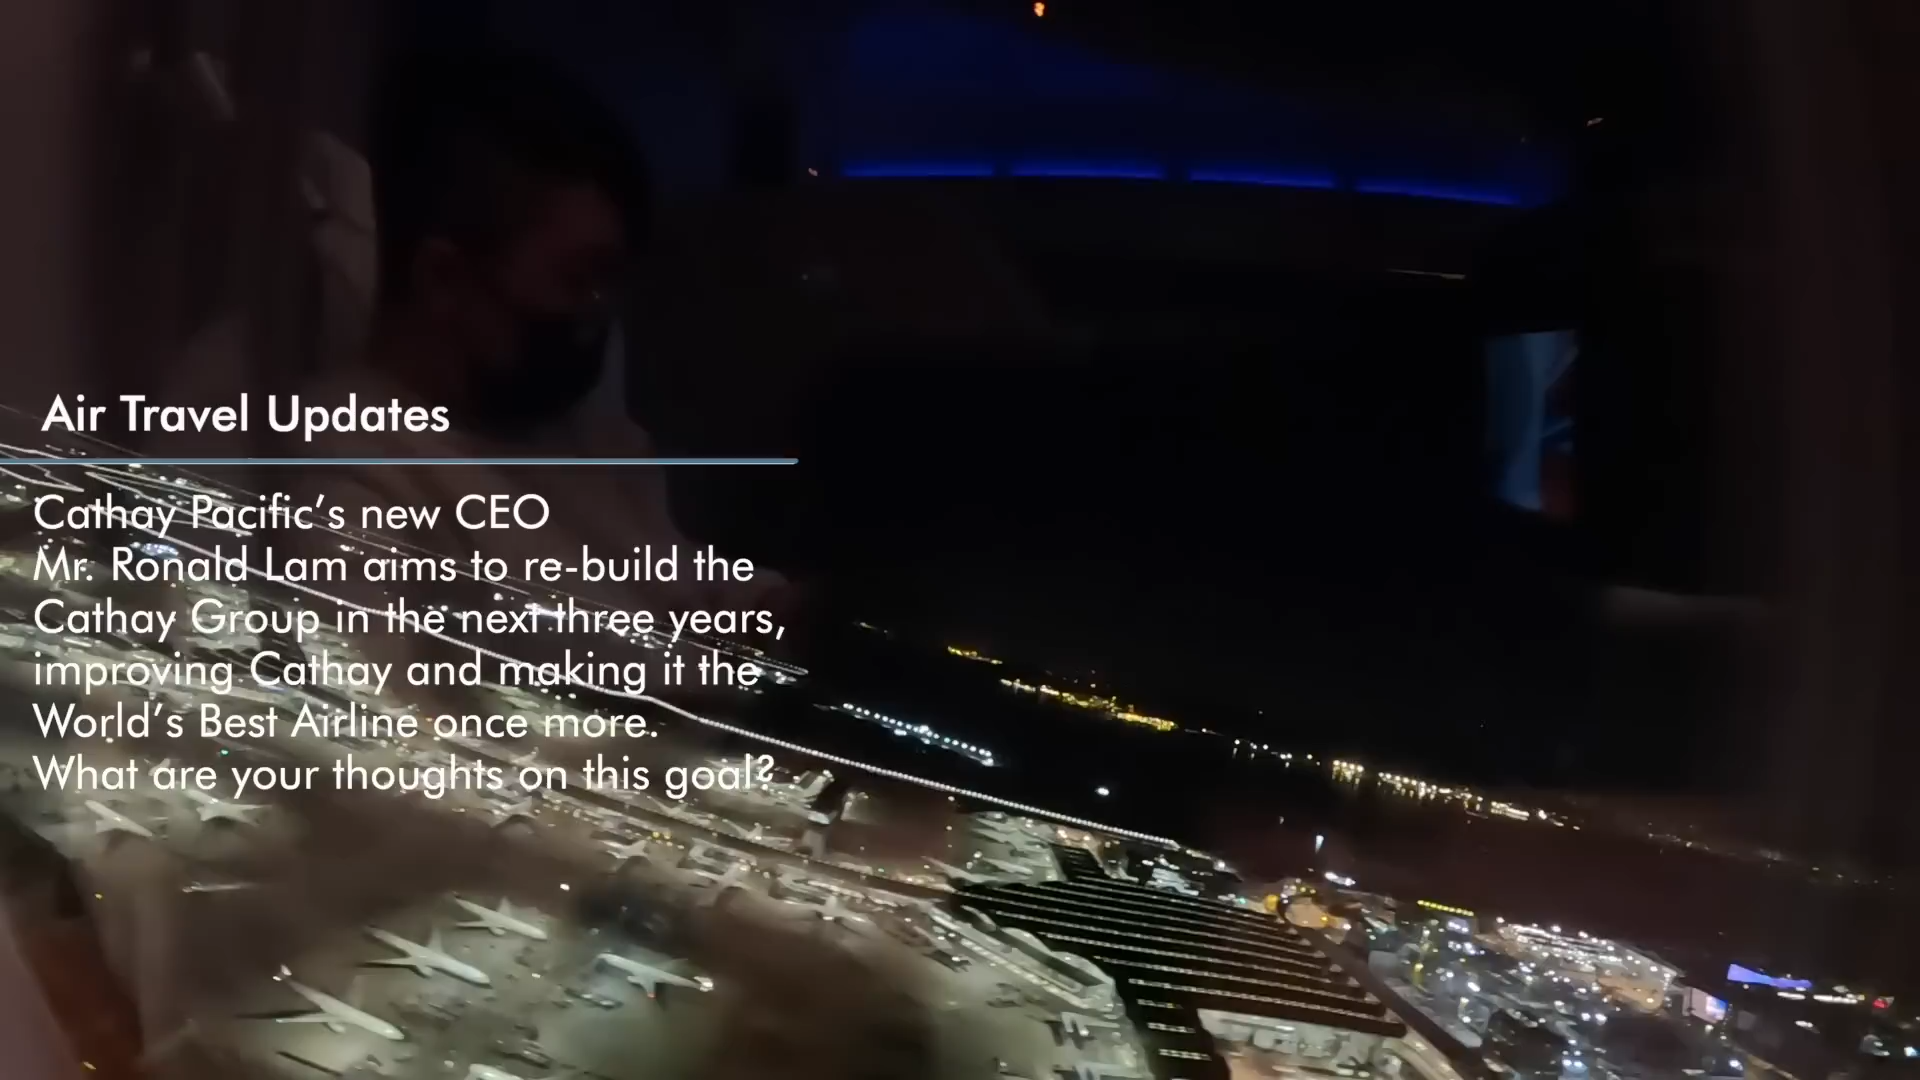 Air Travel Updates
Cathay Pacific’s new CEO
Mr. Ronald Lam aims to re-build the
Cathay Group in the next three years,
improving Cathay and making it the
World’s Best Airline once more.
What are your thoughts on this goal?